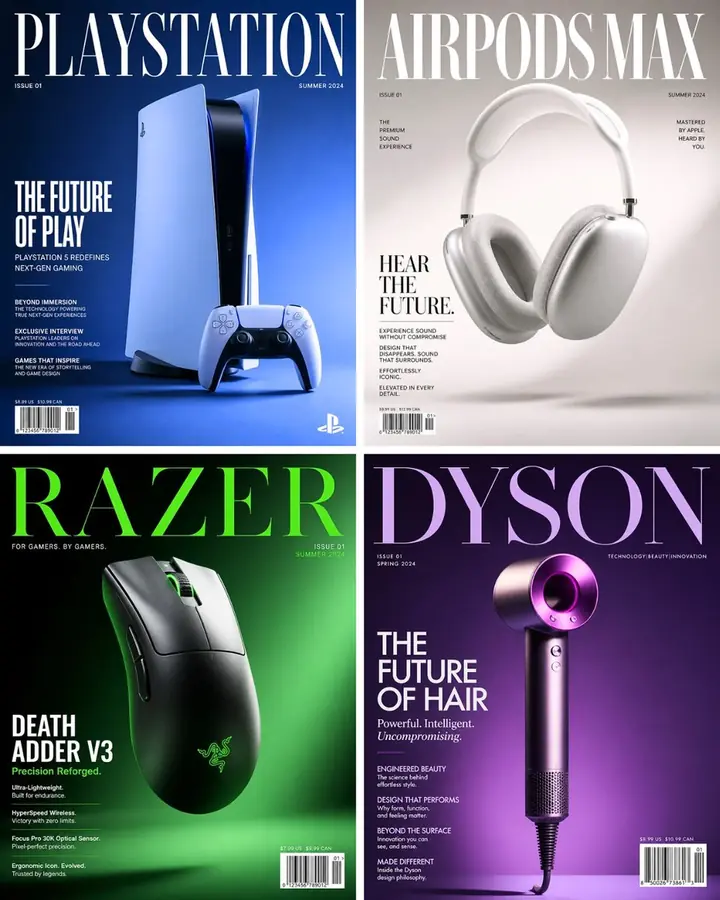 PLAYSTATION
ISSUE 01
SUMMER 2024
THE FUTURE
OF PLAY
PLAYSTATION 5 REDEFINES
NEXT-GEN GAMING
BEYOND IMMERSION
THE TECHNOLOGY POWERING
TRUE NEXT-GEN EXPERIENCES
EXCLUSIVE INTERVIEW
PLAYSTATION LEADERS ON
INNOVATION AND THE ROAD AHEAD
GAMES THAT INSPIRE
THE NEW ERA OF STORYTELLING
AND GAME DESIGN
$9.99 US $10.99 CAN
01
AIRPODS MAX
ISSUE 01
SUMMER 2024
THE
PREMIUM
SOUND
EXPERIENCE
MASTERED
BY APPLE.
HEARD BY
YOU.
HEAR
THE
FUTURE.
EXPERIENCE SOUND
WITHOUT COMPROMISE
DESIGN THAT
DISAPPEARS. SOUND
THAT SURROUNDS.
EFFORTLESSLY
ICONIC.
ELEVATED IN EVERY
DETAIL.
01
RAZER
FOR GAMERS. BY GAMERS.
ISSUE 01
SUMMER 2024
DEATH
ADDER V3
Precision Reforged.
Ultra-Lightweight.
Built for endurance.
HyperSpeed Wireless.
Victory with zero limits.
Focus Pro 30K Optical Sensor.
Pixel-perfect precision.
Ergonomic Icon. Evolved.
Trusted by legends.
01
DYSON
ISSUE 01
SPRING 2024
TECHNOLOGY|BEAUTY|INNOVATION
THE
FUTURE
OF HAIR
Powerful. Intelligent.
Uncompromising.
ENGINEERED BEAUTY
The science behind
effortless style.
DESIGN THAT PERFORMS
Why form, function,
and feeling matter.
BEYOND THE SURFACE
Innovation you can
see, and sense.
MADE DIFFERENT
Inside the Dyson
design philosophy.
$8.99 US $10.99 CAN
01